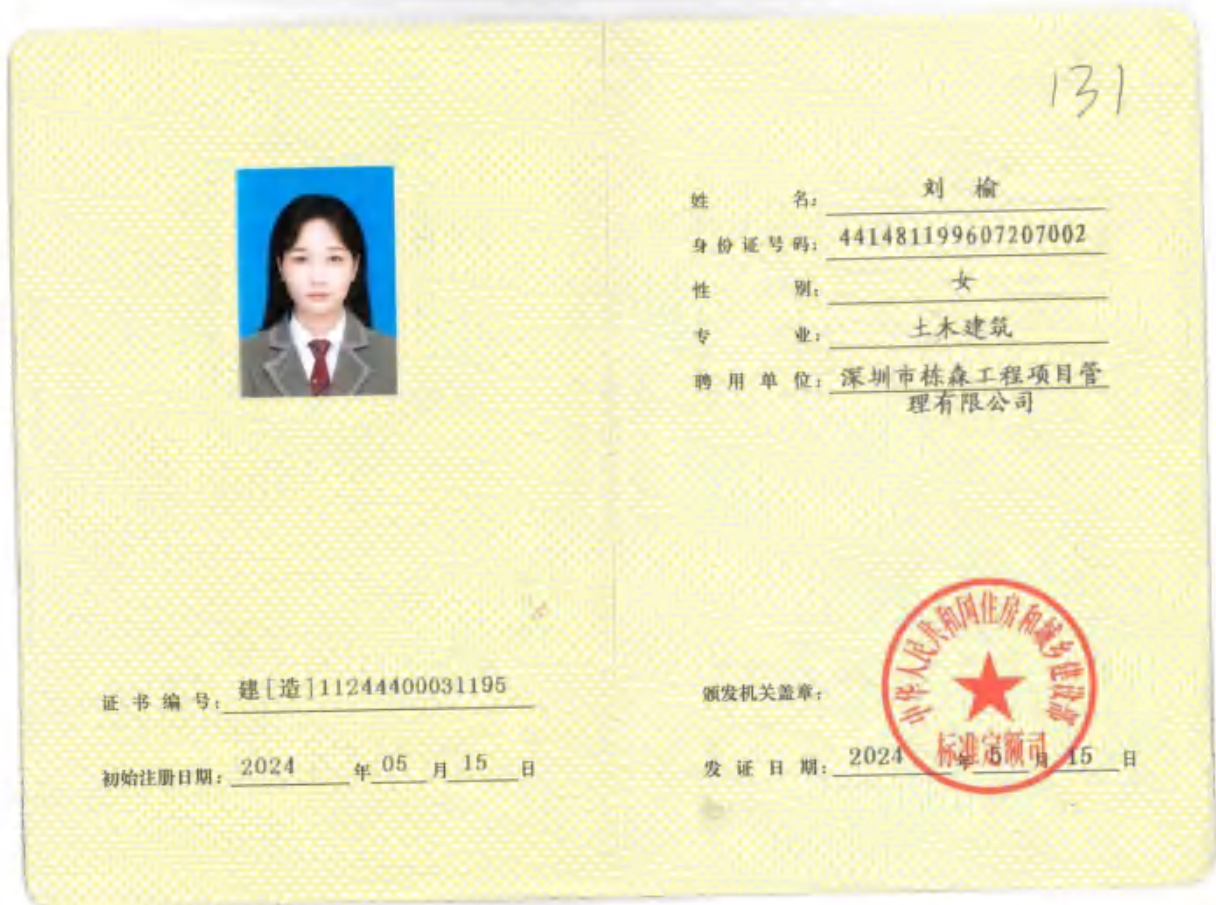 131
姓 名: 刘 榆
身份证号码: 441481199607207002
性 别: 女
专 业: 土木建筑
聘用单位: 深圳市栋森工程项目管
理有限公司
证书编号: 建[造]11244400031195
初始注册日期: 2024 年 05 月 15 日
颁发机关盖章:
中华人民共和国住房和城乡建设部
标准定额司
发证日期: 2024 年 5 月 15 日